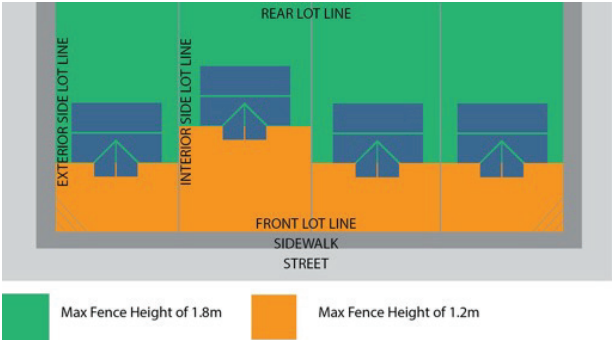 REAR LOT LINE
EXTERIOR SIDE LOT LINE
INTERIOR SIDE LOT LINE
FRONT LOT LINE
SIDEWALK
STREET
Max Fence Height of 1.8m
Max Fence Height of 1.2m